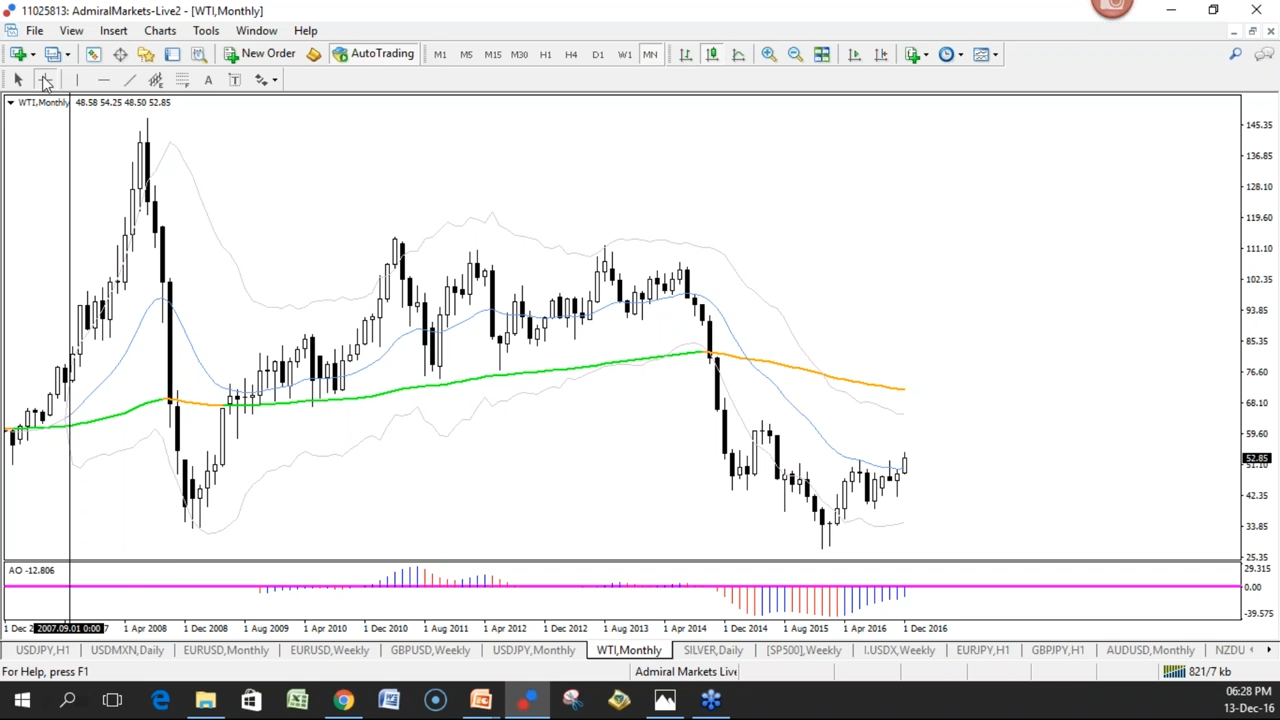 11025813: AdmiralMarkets-Live2 - [WTI,Monthly]
File View Insert Charts Tools Window Help
New Order AutoTrading M1 M5 M15 M30 H1 H4 D1 W1 MN
A T
WTI,Monthly 48.58 54.25 48.50 52.85
145.35
136.85
128.10
119.60
111.10
102.35
93.85
85.35
76.60
68.10
59.60
52.85
51.10
42.35
33.85
25.35
AO -12.806
29.315
0.00
-39.575
1 Dec 2 2007.09.01 0:00 7 1 Apr 2008 1 Dec 2008 1 Aug 2009 1 Apr 2010 1 Dec 2010 1 Aug 2011 1 Apr 2012 1 Dec 2012 1 Aug 2013 1 Apr 2014 1 Dec 2014 1 Aug 2015 1 Apr 2016 1 Dec 2016
USDJPY,H1 USDMXN,Daily EURUSD,Monthly EURUSD,Weekly GBPUSD,Weekly USDJPY,Monthly WTI,Monthly SILVER,Daily [SP500],Weekly I.USDX,Weekly EURJPY,H1 GBPJPY,H1 AUDUSD,Monthly NZDU
For Help, press F1 Admiral Markets Live 821/7 kb
06:28 PM
13-Dec-16